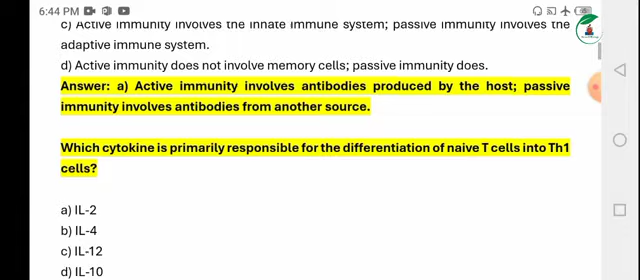 6:44 PM
c) Active immunity involves the innate immune system; passive immunity involves the
adaptive immune system.
d) Active immunity does not involve memory cells; passive immunity does.
Answer: a) Active immunity involves antibodies produced by the host; passive
immunity involves antibodies from another source.
Which cytokine is primarily responsible for the differentiation of naive T cells into Th1
cells?
a) IL-2
b) IL-4
c) IL-12
d) IL-10